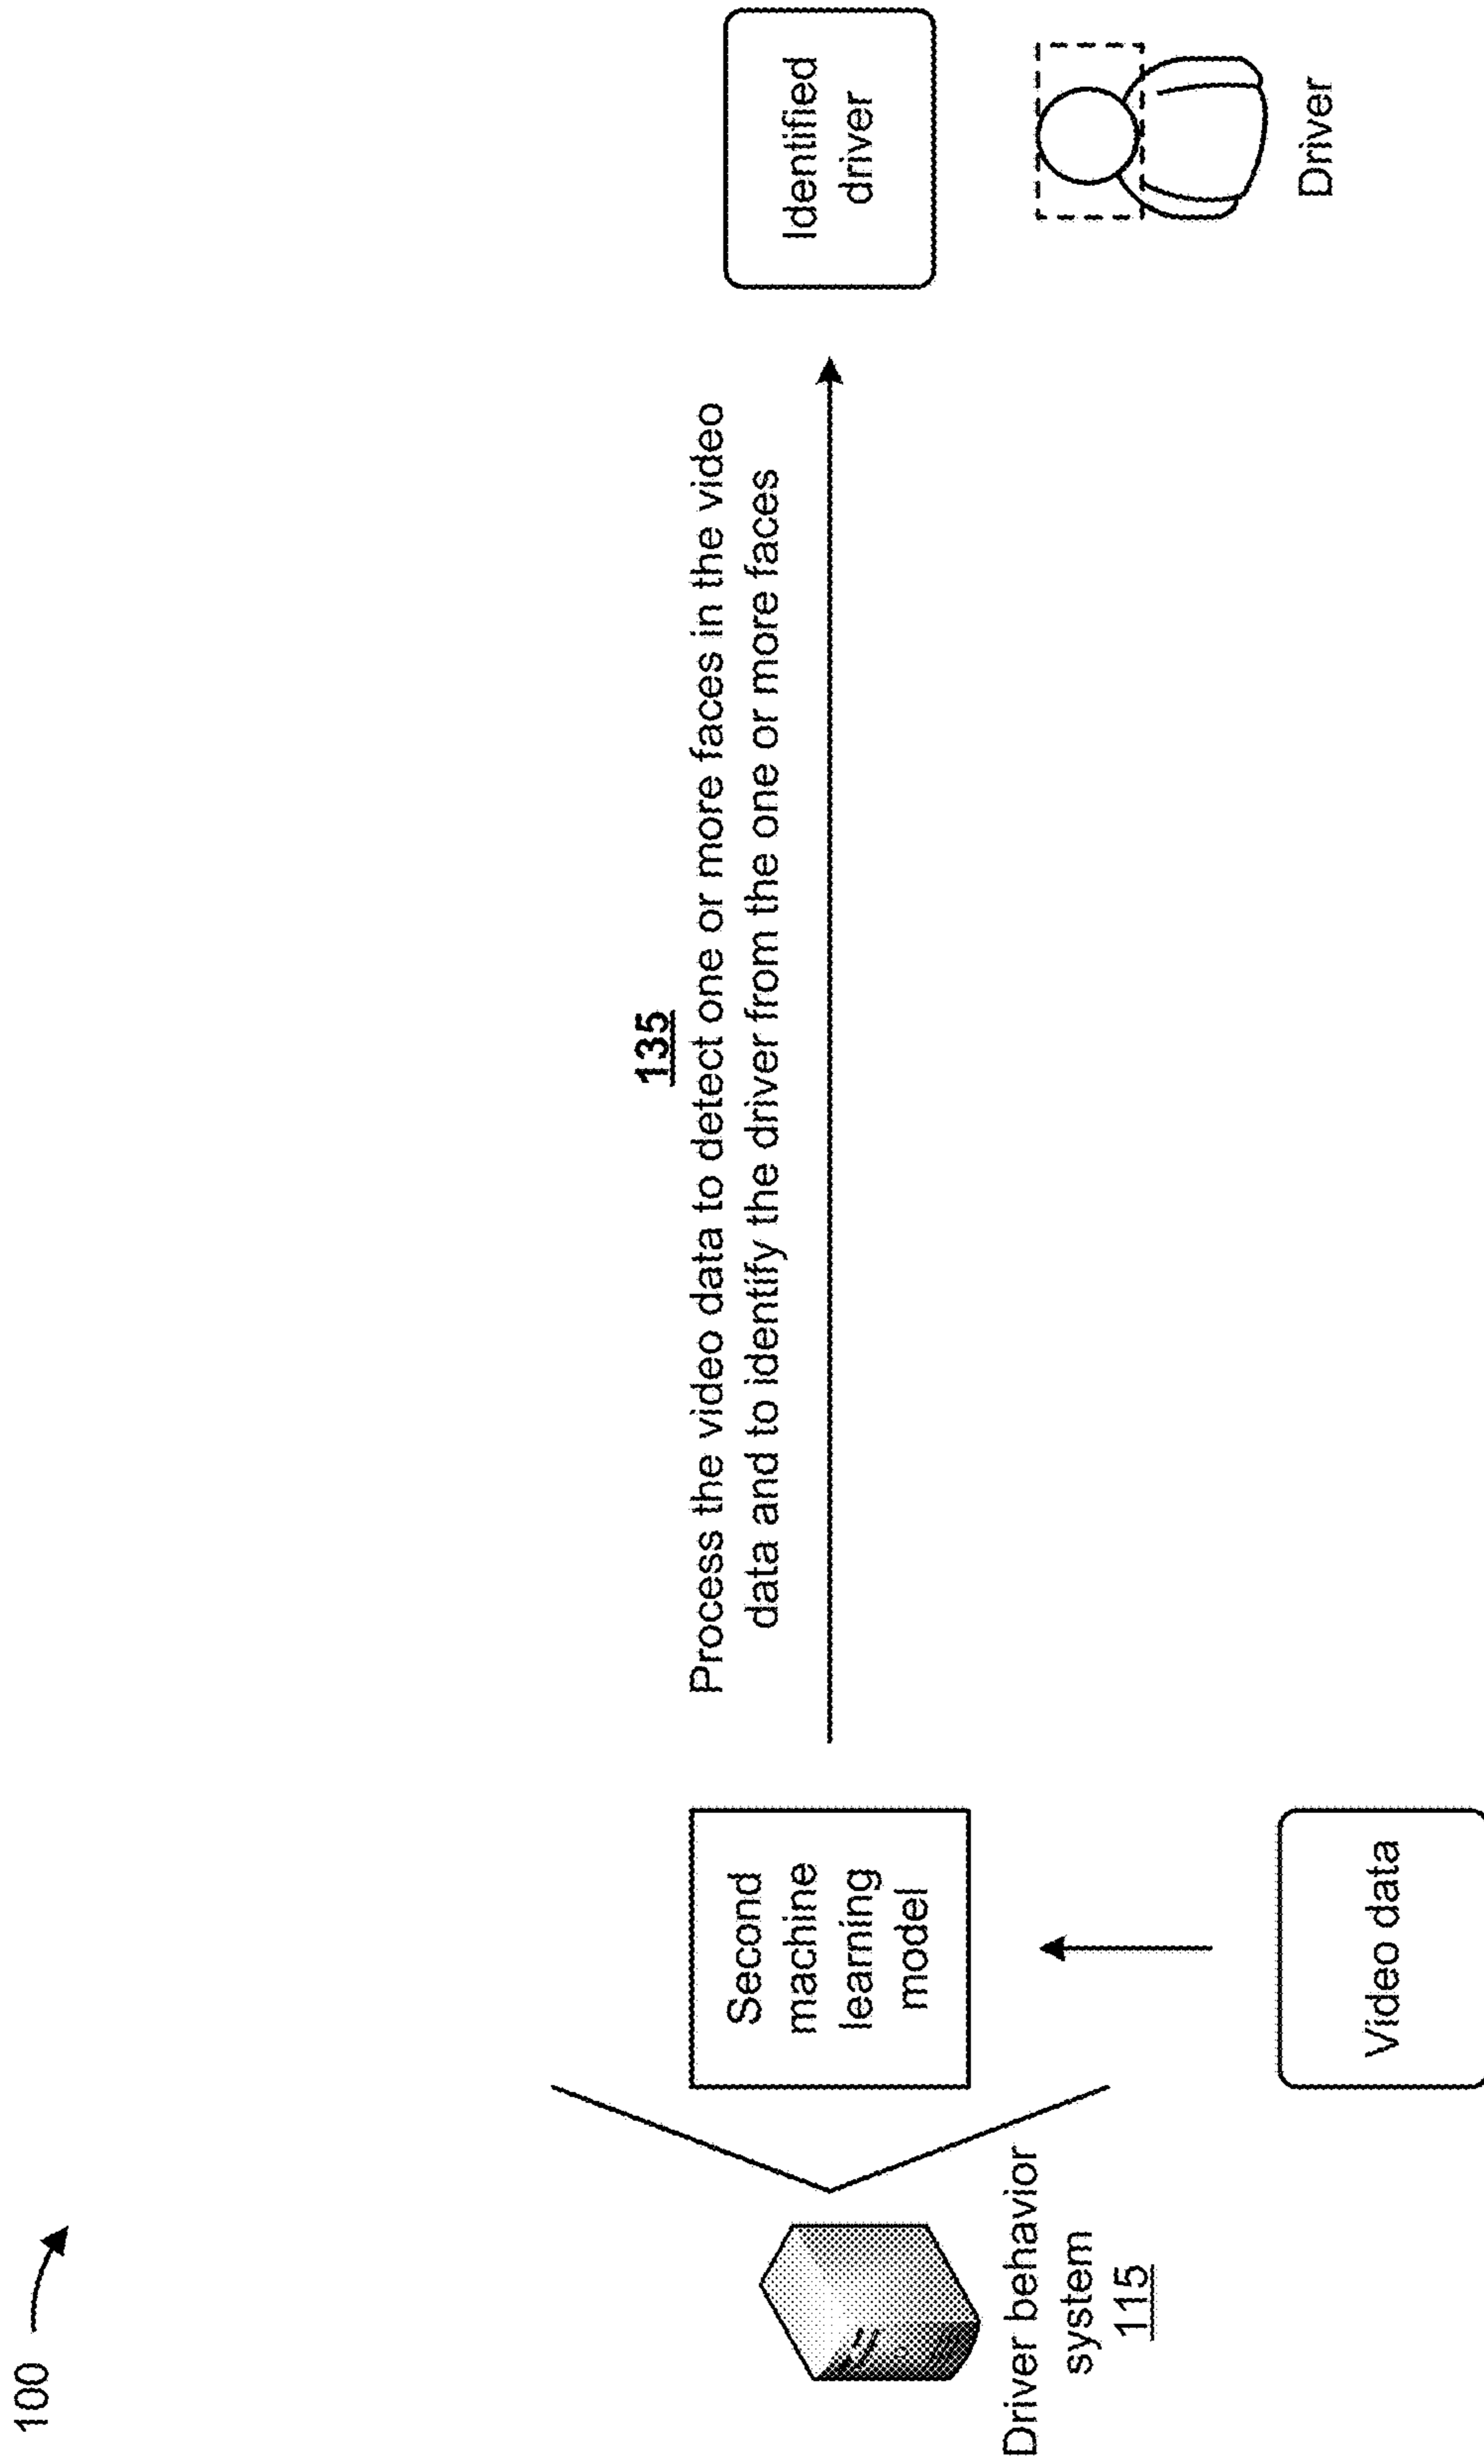 100
135
Process the video data to detect one or more faces in the video
data and to identify the driver from the one or more faces
Second
machine
learning
model
Identified
driver
Driver behavior
system
115
Video data
Driver